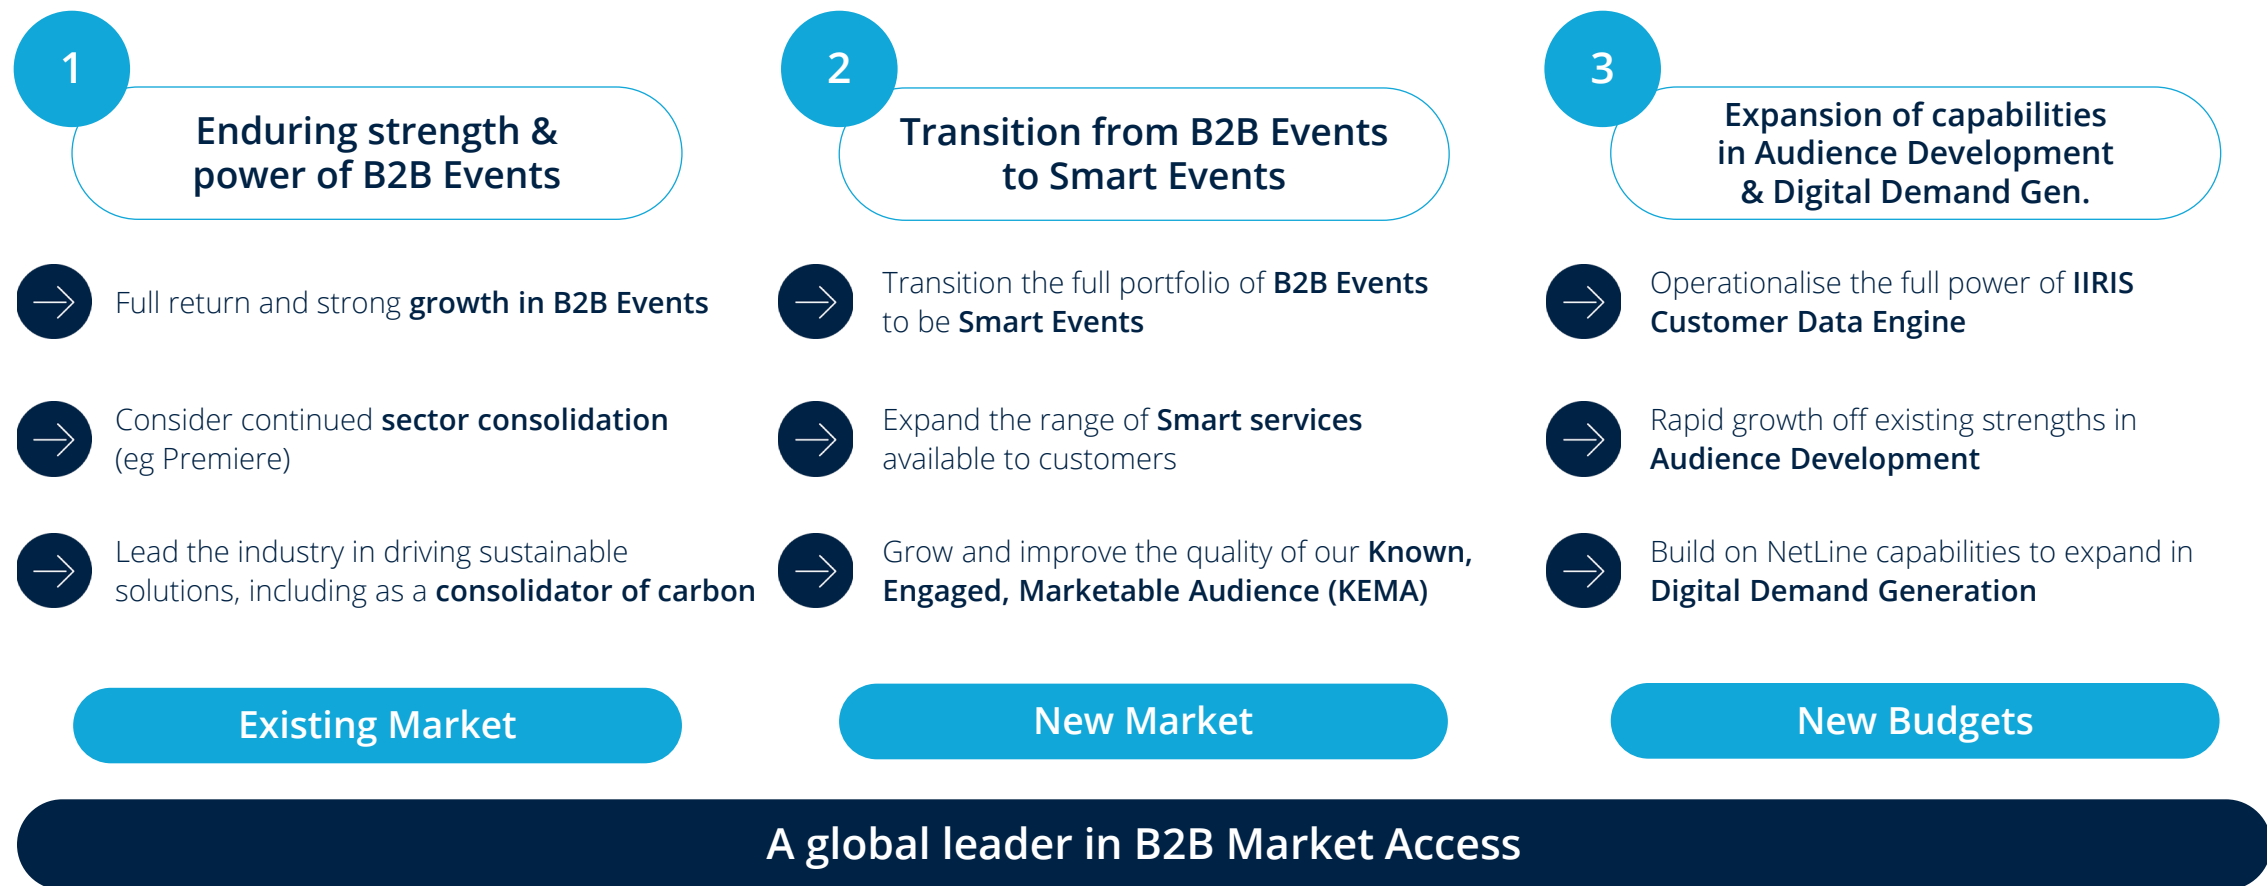 1
Enduring strength &
power of B2B Events
Full return and strong growth in B2B Events
Consider continued sector consolidation
(eg Premiere)
Lead the industry in driving sustainable
solutions, including as a consolidator of carbon
Existing Market
2
Transition from B2B Events
to Smart Events
Transition the full portfolio of B2B Events
to be Smart Events
Expand the range of Smart services
available to customers
Grow and improve the quality of our Known,
Engaged, Marketable Audience (KEMA)
New Market
3
Expansion of capabilities
in Audience Development
& Digital Demand Gen.
Operationalise the full power of IIRIS
Customer Data Engine
Rapid growth off existing strengths in
Audience Development
Build on NetLine capabilities to expand in
Digital Demand Generation
New Budgets
A global leader in B2B Market Access